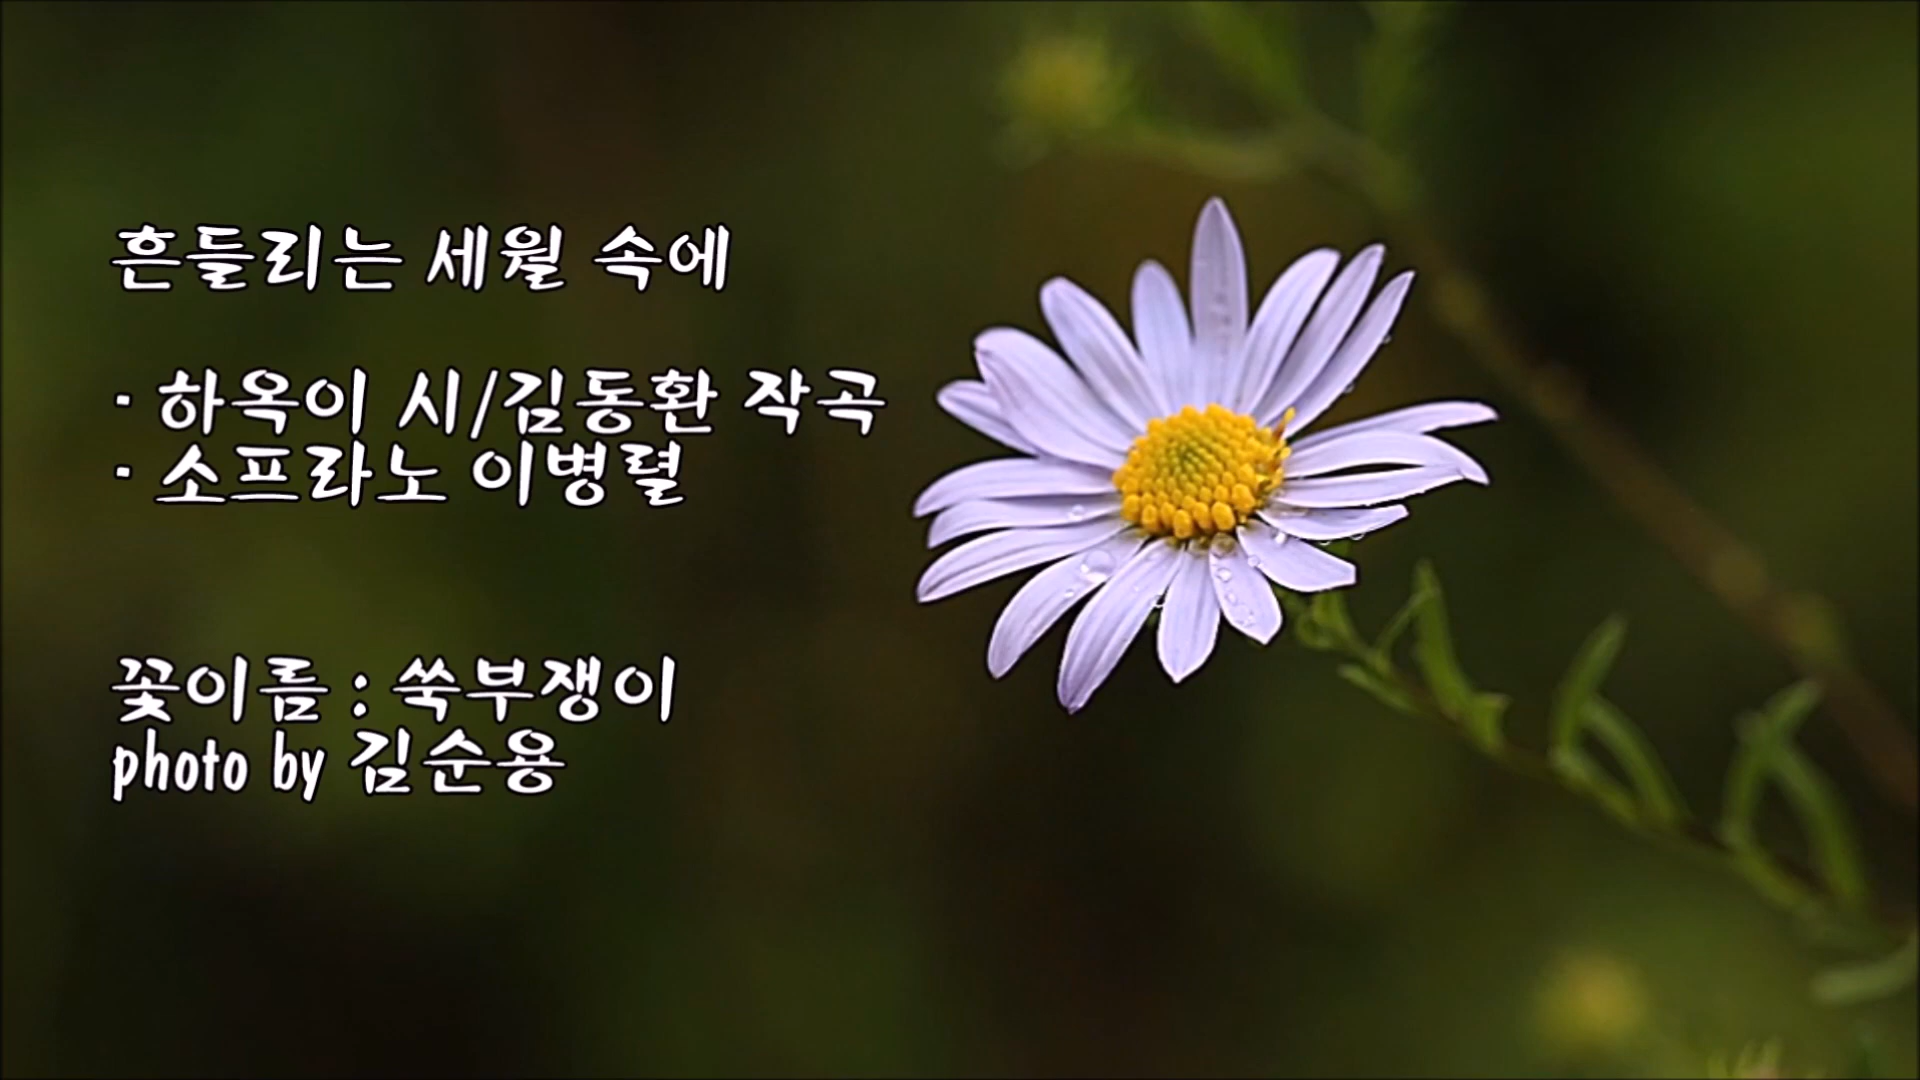 흔들리는 세월 속에
- 하옥이 시/김동환 작곡
- 소프라노 이병렬
꽃이름 : 쑥부쟁이
photo by 김순용